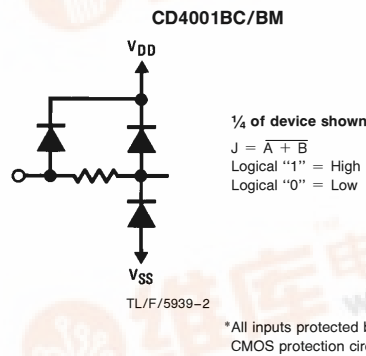 CD4001BC/BM
VDD
¼ of device shown
J = A + B
Logical “1” = High
Logical “0” = Low
VSS
TL/F/5939–2
*All inputs protected
CMOS protection